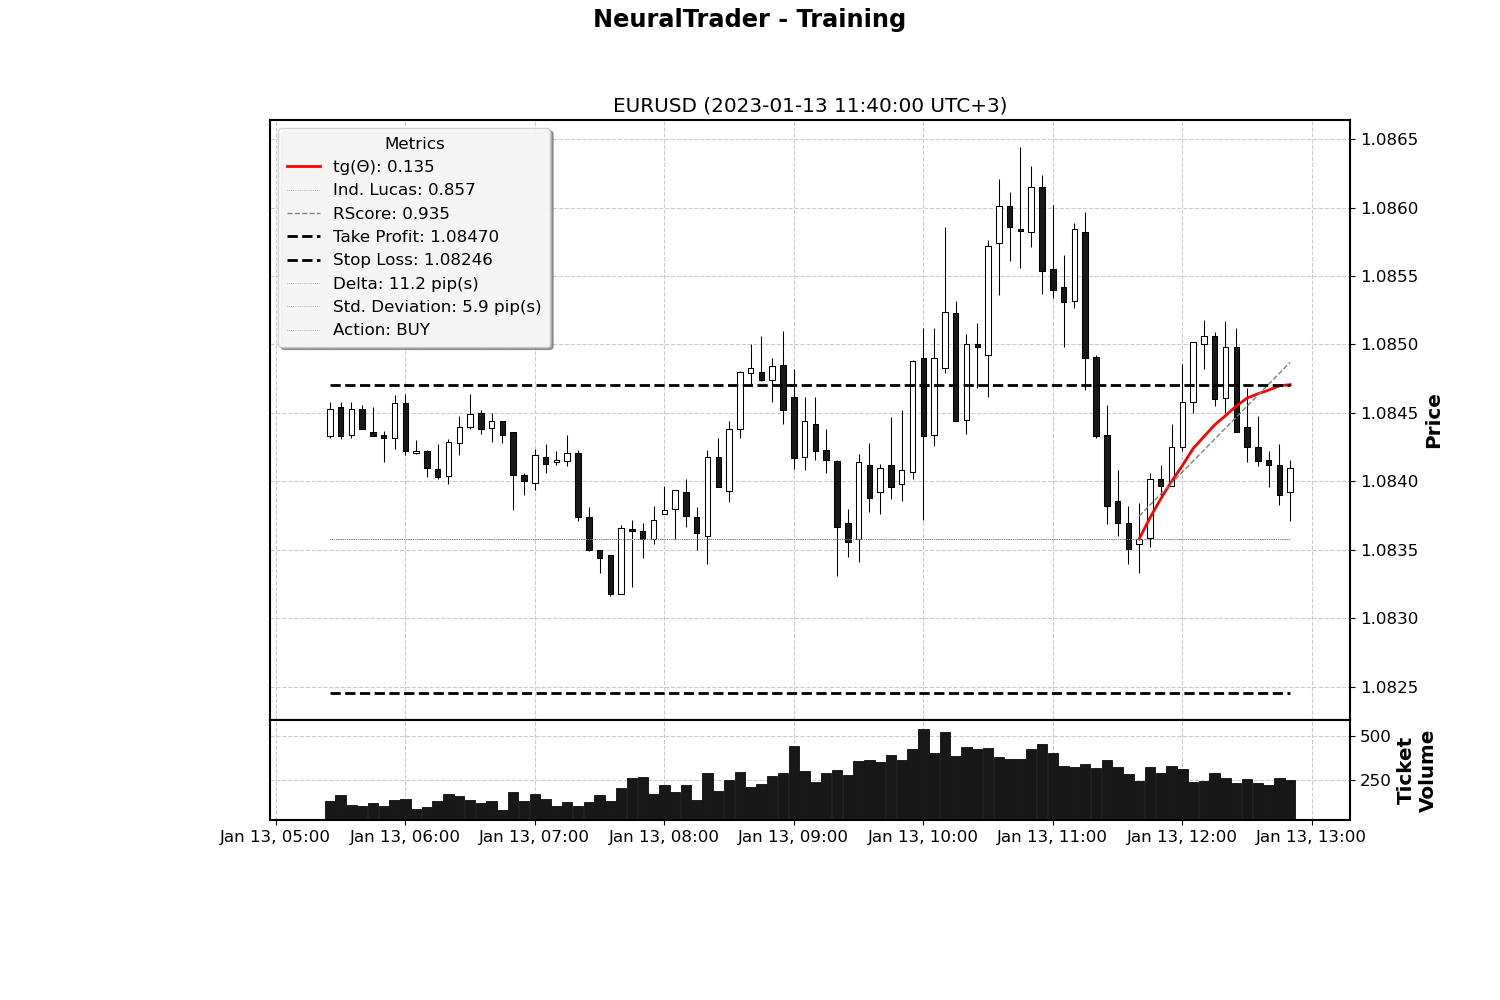 NeuralTrader - Training
EURUSD (2023-01-13 11:40:00 UTC+3)
Metrics
tg(Θ): 0.135
Ind. Lucas: 0.857
RScore: 0.935
Take Profit: 1.08470
Stop Loss: 1.08246
Delta: 11.2 pip(s)
Std. Deviation: 5.9 pip(s)
Action: BUY
1.0865
1.0860
1.0855
1.0850
1.0845
1.0840
1.0835
1.0830
1.0825
Price
500
250
Ticket
Volume
Jan 13, 05:00
Jan 13, 06:00
Jan 13, 07:00
Jan 13, 08:00
Jan 13, 09:00
Jan 13, 10:00
Jan 13, 11:00
Jan 13, 12:00
Jan 13, 13:00